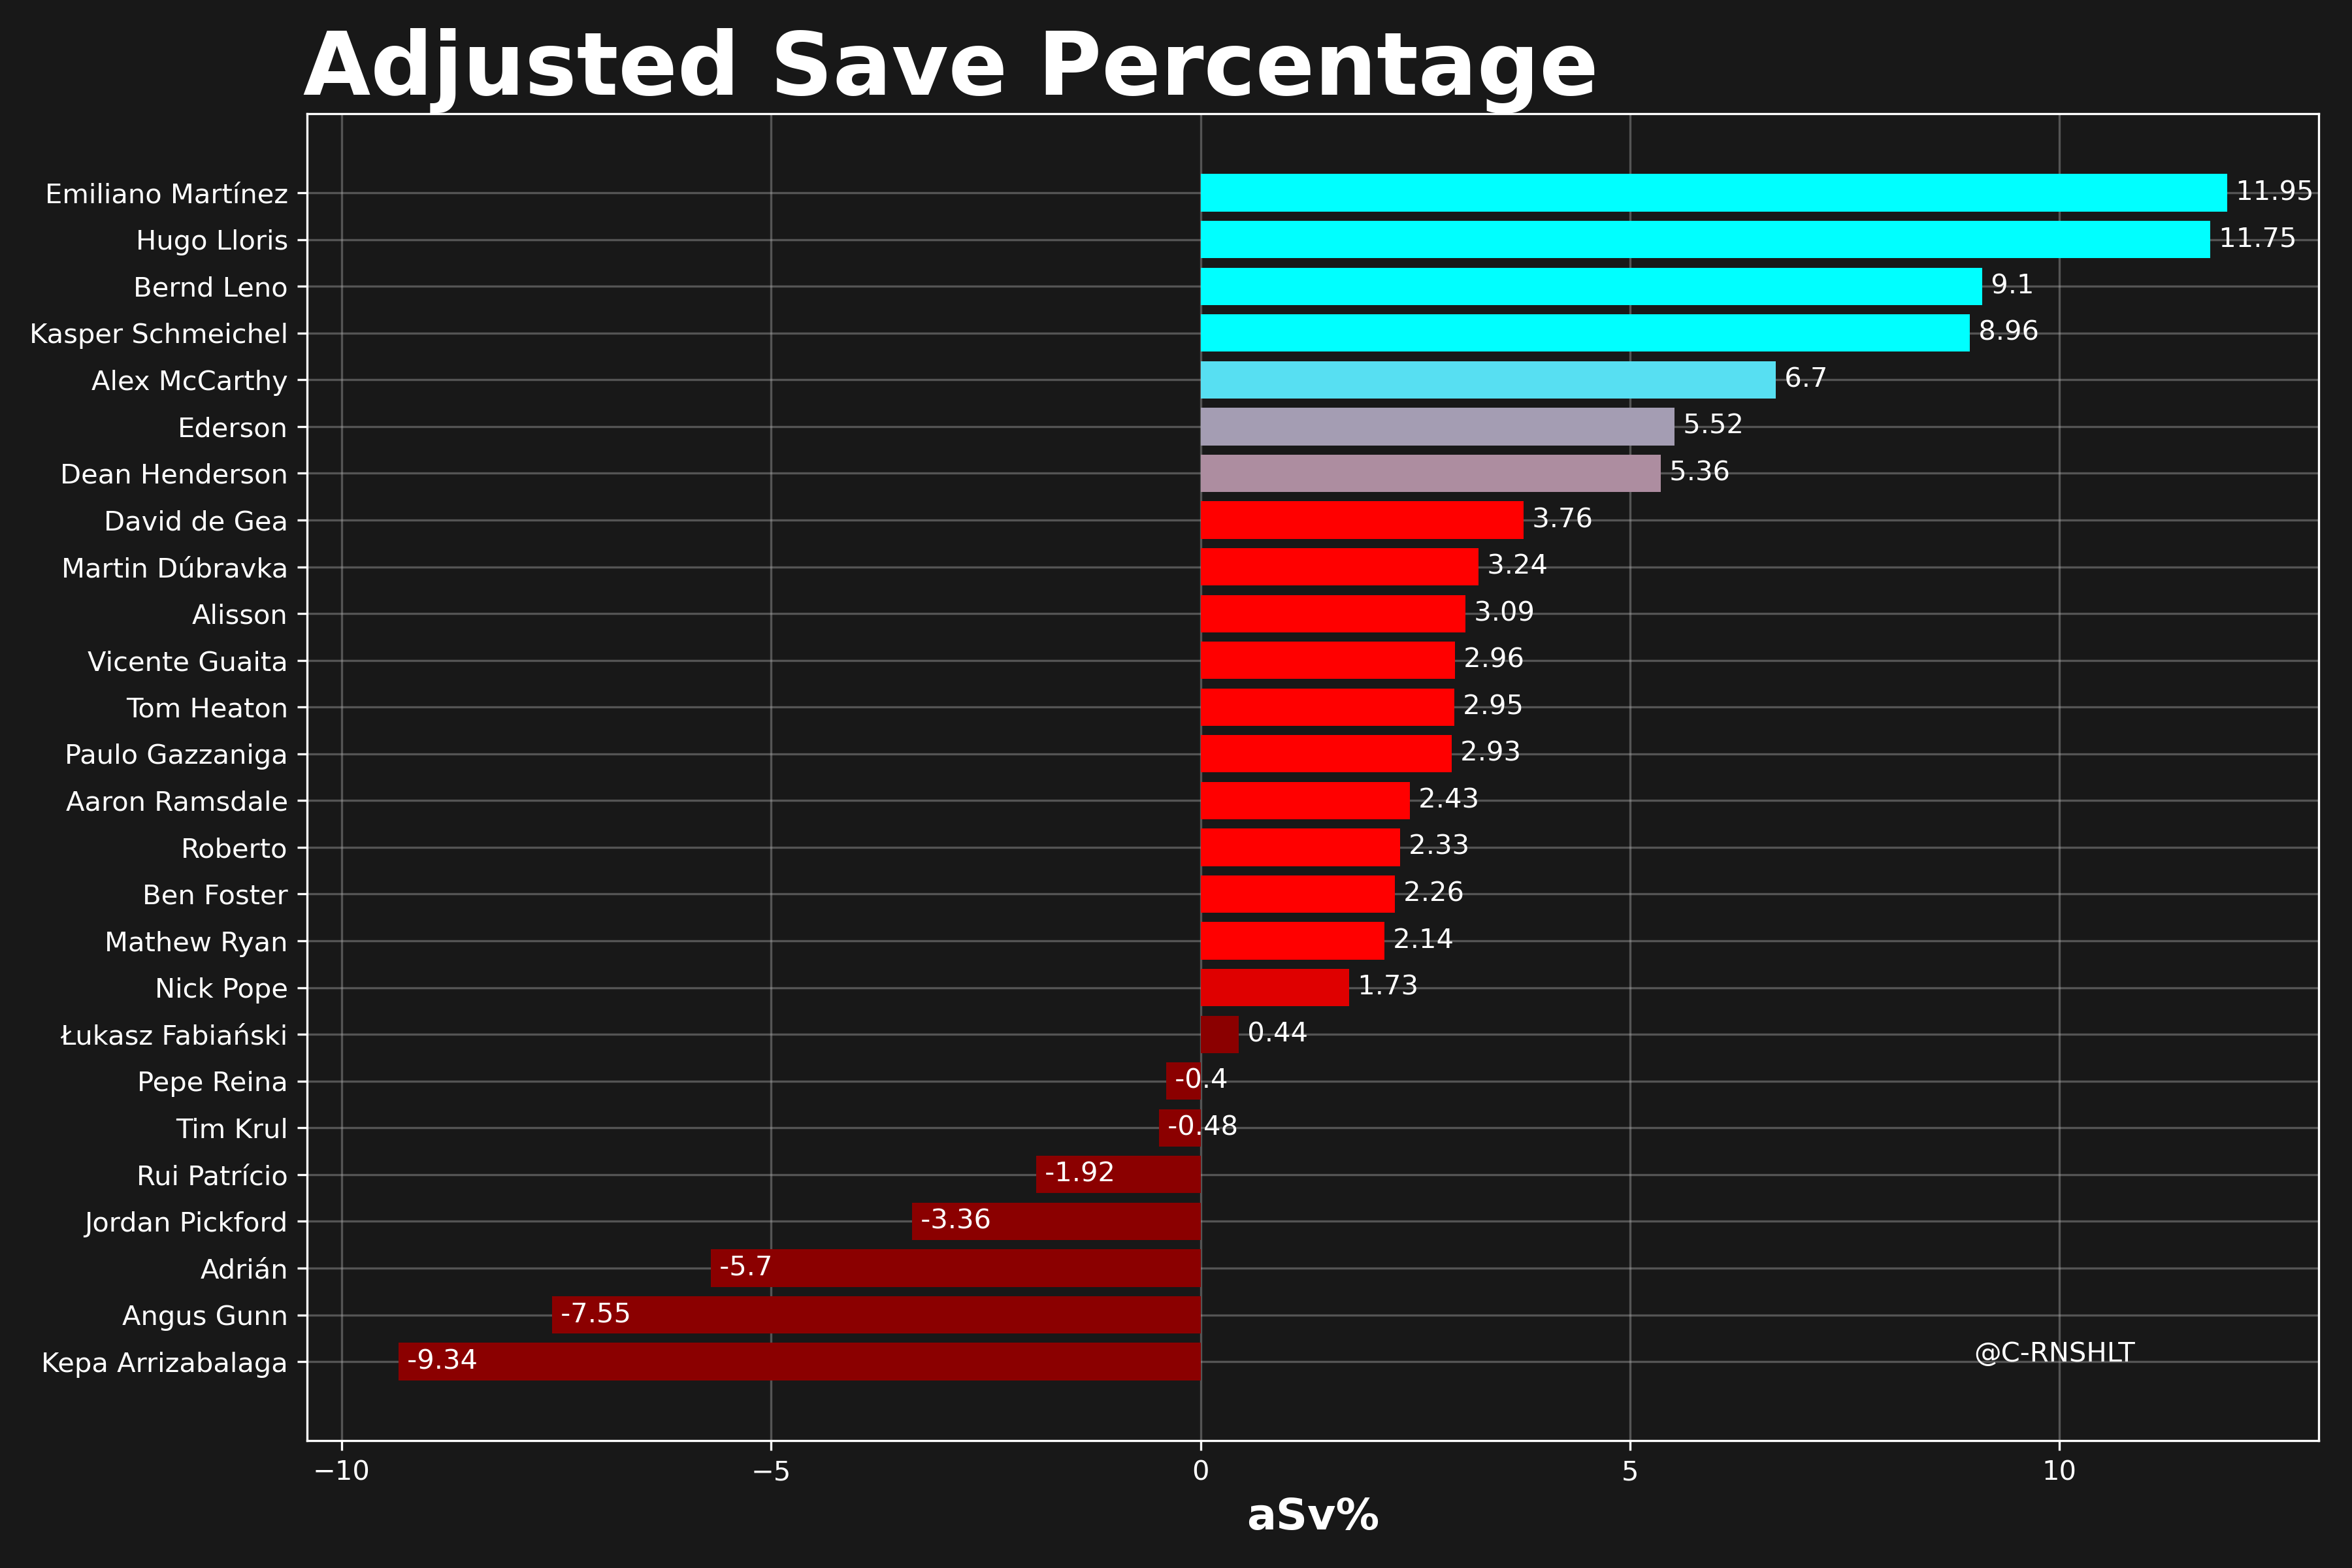 Adjusted Save Percentage
Emiliano Martínez 11.95
Hugo Lloris 11.75
Bernd Leno 9.1
Kasper Schmeichel 8.96
Alex McCarthy 6.7
Ederson 5.52
Dean Henderson 5.36
David de Gea 3.76
Martin Dúbravka 3.24
Alisson 3.09
Vicente Guaita 2.96
Tom Heaton 2.95
Paulo Gazzaniga 2.93
Aaron Ramsdale 2.43
Roberto 2.33
Ben Foster 2.26
Mathew Ryan 2.14
Nick Pope 1.73
Łukasz Fabiański 0.44
Pepe Reina -0.4
Tim Krul -0.48
Rui Patrício -1.92
Jordan Pickford -3.36
Adrián -5.7
Angus Gunn -7.55
Kepa Arrizabalaga -9.34 @C-RNSHLT
−10 −5 0 5 10
aSv%